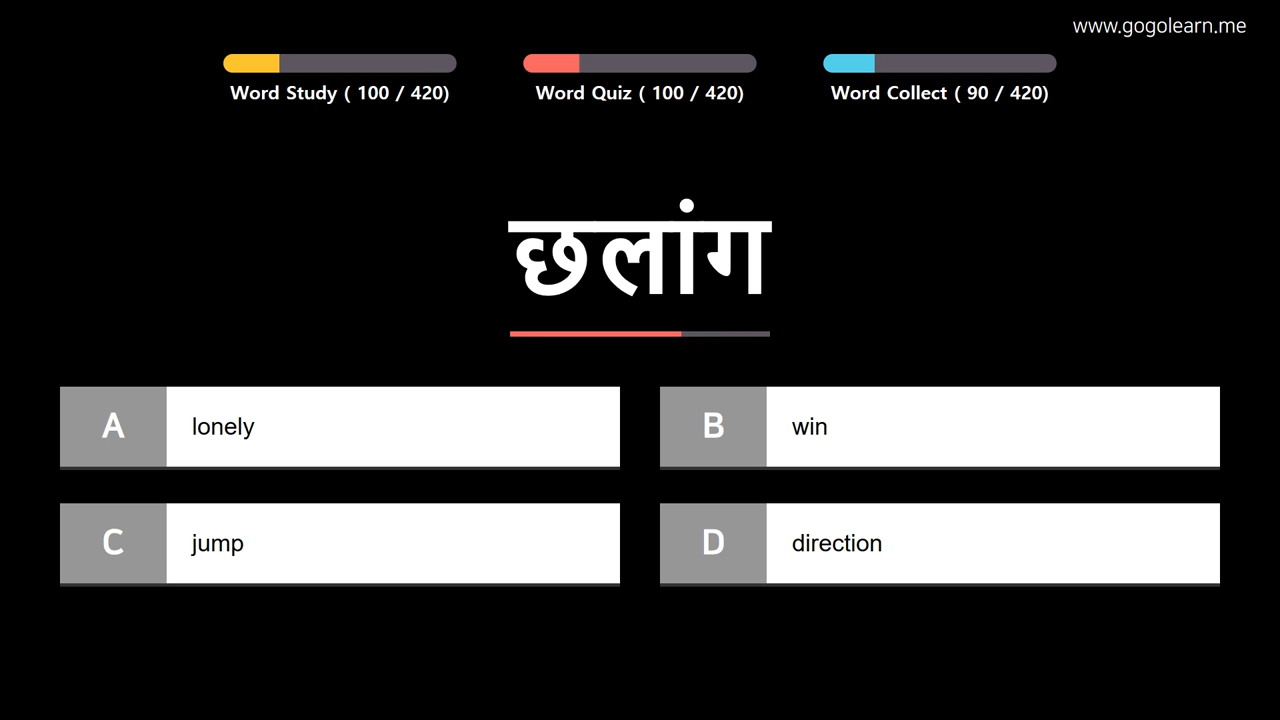 www.gogolearn.me
Word Study ( 100 / 420)
Word Quiz ( 100 / 420)
Word Collect ( 90 / 420)
छलांग
A lonely
B win
C jump
D direction